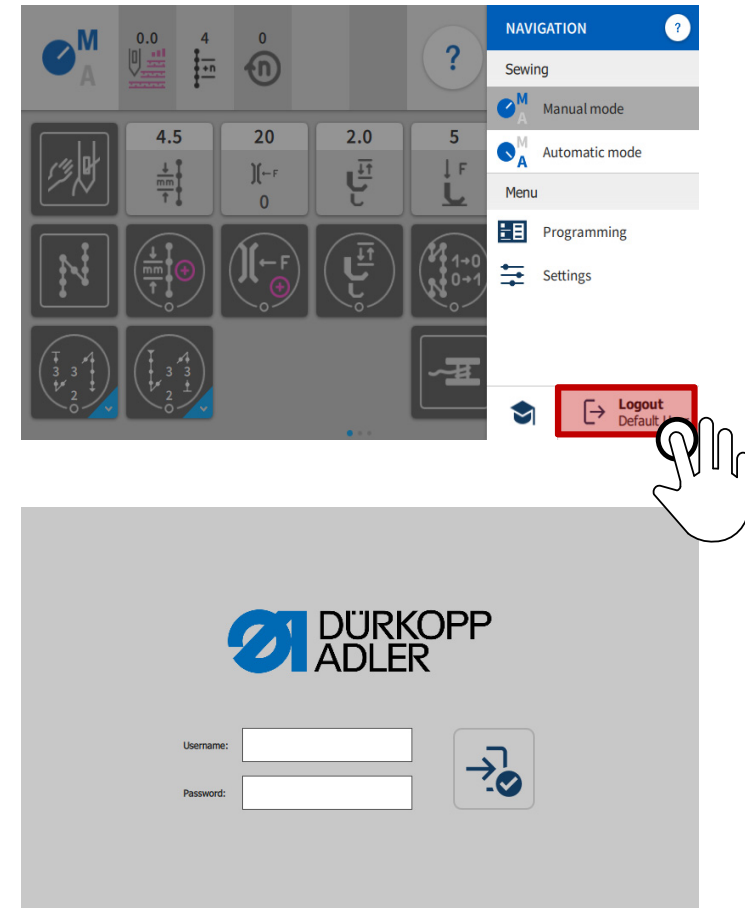 M
A
0.0
4
+n
0
n
?
NAVIGATION
?
Sewing
M
A
Manual mode
M
A
Automatic mode
Menu
Programming
Settings
Logout
Default
4.5
mm
20
F
0
2.0
5
F
mm
F
1→0
0→1
3 3
2
3 3
2
DÜRKOPP
ADLER
Username:
Password: